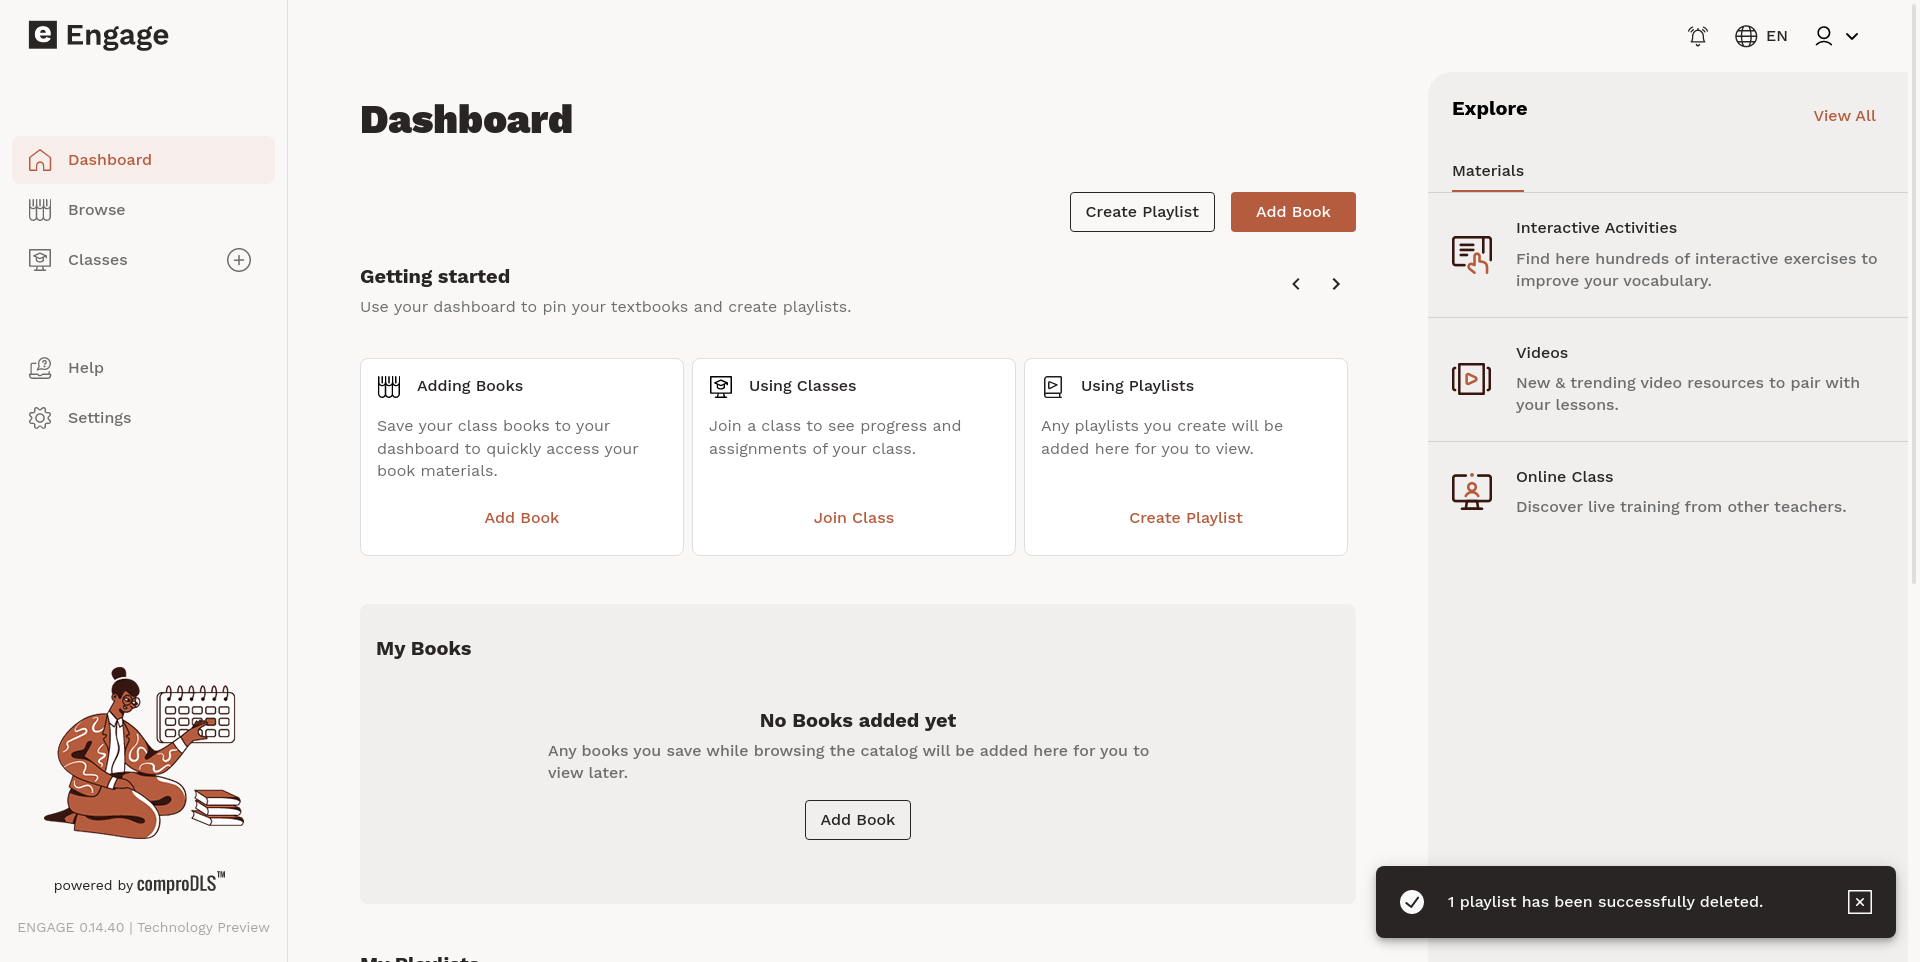 e Engage
EN
Dashboard
Browse
Classes
Help
Settings
powered by comproDLS™
ENGAGE 0.14.40 | Technology Preview
Dashboard
Create Playlist
Add Book
Getting started
Use your dashboard to pin your textbooks and create playlists.
Adding Books
Save your class books to your
dashboard to quickly access your
book materials.
Add Book
Using Classes
Join a class to see progress and
assignments of your class.
Join Class
Using Playlists
Any playlists you create will be
added here for you to view.
Create Playlist
My Books
No Books added yet
Any books you save while browsing the catalog will be added here for you to
view later.
Add Book
My Playlists
Explore
View All
Materials
Interactive Activities
Find here hundreds of interactive exercises to
improve your vocabulary.
Videos
New & trending video resources to pair with
your lessons.
Online Class
Discover live training from other teachers.
1 playlist has been successfully deleted.